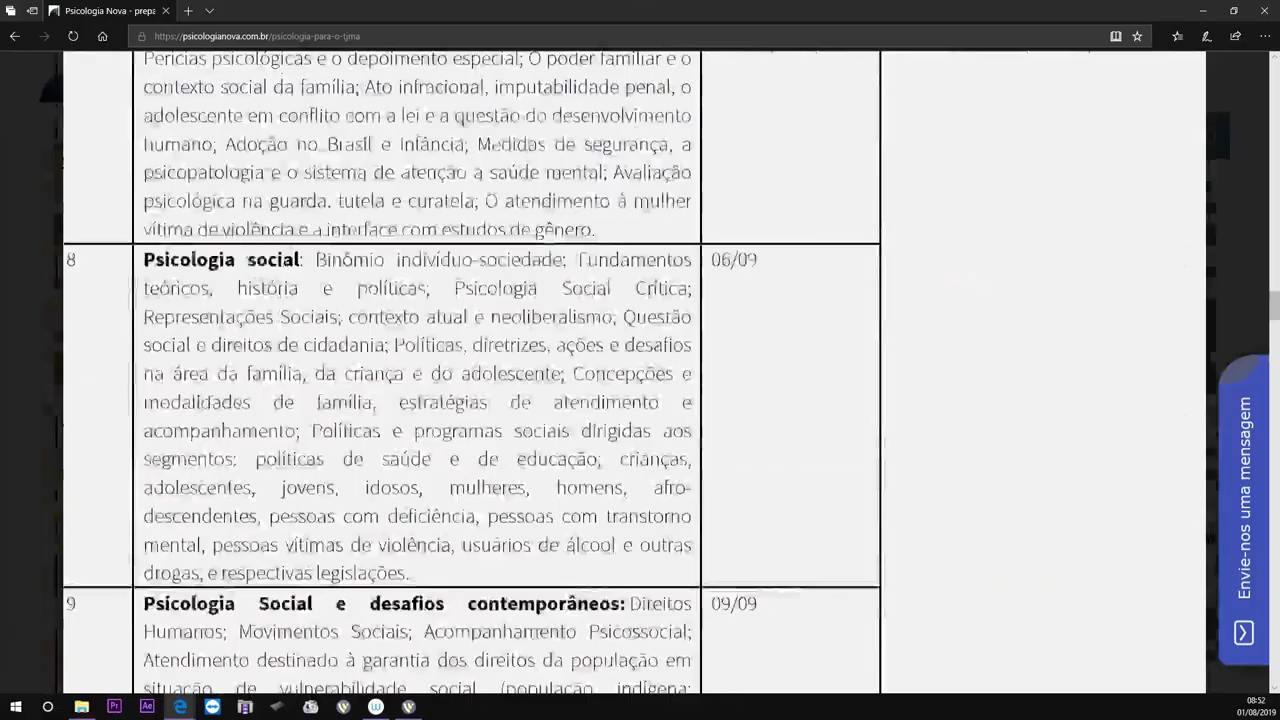 Psicologia Nova - prepa
https://psicologianova.com.br/psicologia-para-o-tjma
Perícias psicológicas e o depoimento especial; O poder familiar e o
contexto social da família; Ato infracional, imputabilidade penal, o
adolescente em conflito com a lei e a questão do desenvolvimento
humano; Adoção no Brasil e Infância; Medidas de segurança, a
psicopatologia e o sistema de atenção a saúde mental; Avaliação
psicológica na guarda. tutela e curatela; O atendimento à mulher
vítima de violência e a interface com estudos de gênero.
8
Psicologia social: Binômio indivíduo-sociedade; Fundamentos
06/09
teóricos, história e políticas; Psicologia Social Crítica;
Representações Sociais; contexto atual e neoliberalismo, Questão
social e direitos de cidadania; Políticas, diretrizes, ações e desafios
na área da família, da criança e do adolescente; Concepções e
modalidades de família, estratégias de atendimento e
acompanhamento; Políticas e programas sociais dirigidas aos
segmentos: políticas de saúde e de educação; crianças,
adolescentes, jovens, idosos, mulheres, homens, afro-
descendentes, pessoas com deficiência, pessoas com transtorno
mental, pessoas vítimas de violência, usuários de álcool e outras
drogas, e respectivas legislações.
9
Psicologia Social e desafios contemporâneos: Direitos
09/09
Humanos; Movimentos Sociais; Acompanhamento Psicossocial;
Atendimento destinado à garantia dos direitos da população em
situação de vulnerabilidade social (população indígena;
Envie-nos uma mensagem
08:52
01/08/2019